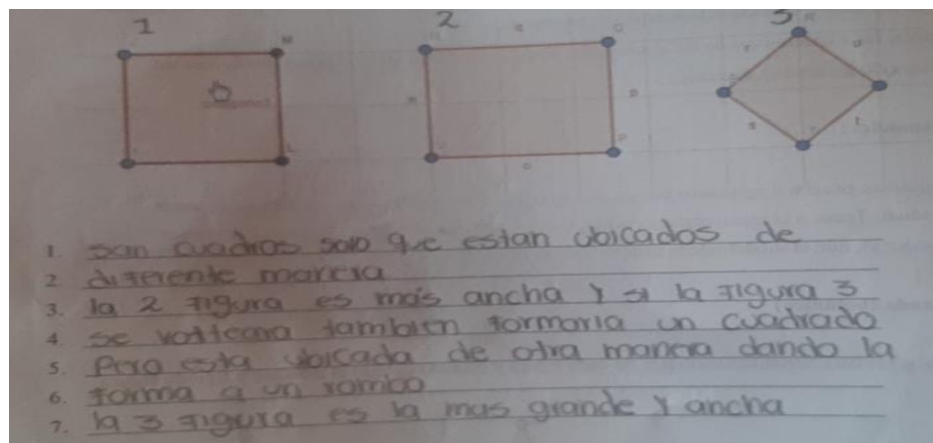 1 2 3
M
1. son cuadros solo que estan ubicados de
2 diferente manera
3. la 2 figura es mas ancha y si la figura 3
4 se volteara tambien formaria un cuadrado
5. Pero esta ubicada de otra manera dando la
6. forma a un rombo
7. la 3 figura es la mas grande y ancha